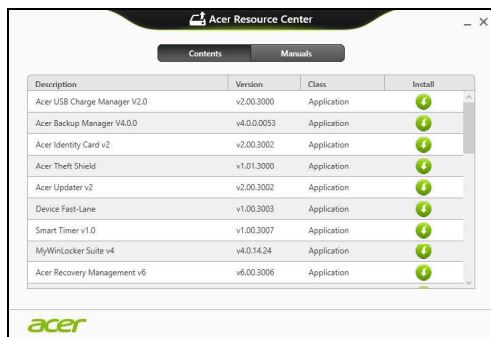 Acer Resource Center
Contents Manuals
Description Version Class Install
Acer USB Charge Manager V2.0 v2.00.3000 Application
Acer Backup Manager V4.0.0 v4.0.0.0053 Application
Acer Identity Card v2 v2.00.3002 Application
Acer Theft Shield v1.01.3000 Application
Acer Updater v2 v2.00.3002 Application
Device Fast-Lane v1.00.3003 Application
Smart Timer v1.0 v1.00.3007 Application
MyWinLocker Suite v4 v4.0.14.24 Application
Acer Recovery Management v6 v6.00.3006 Application
acer